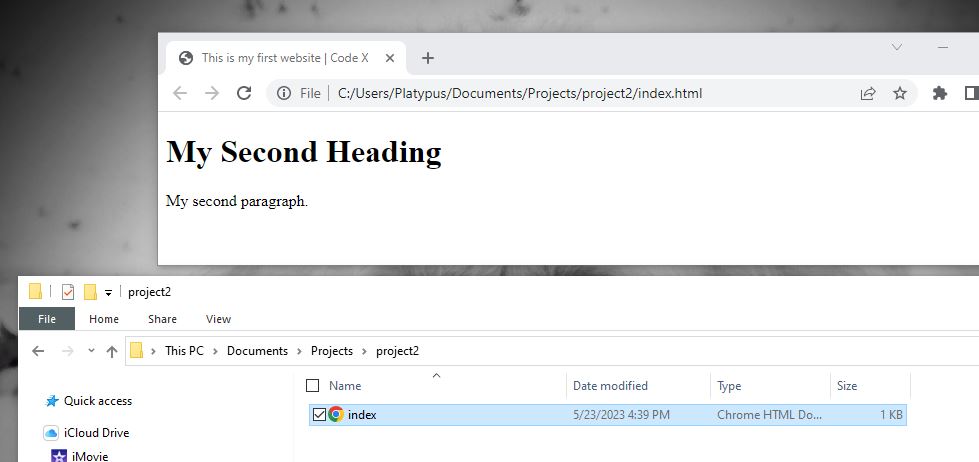 This is my first website | Code X
File | C:/Users/Platypus/Documents/Projects/project2/index.html
My Second Heading
My second paragraph.
project2
File Home Share View
This PC > Documents > Projects > project2
Name Date modified Type Size
Quick access
index 5/23/2023 4:39 PM Chrome HTML Do... 1 KB
iCloud Drive
iMovie